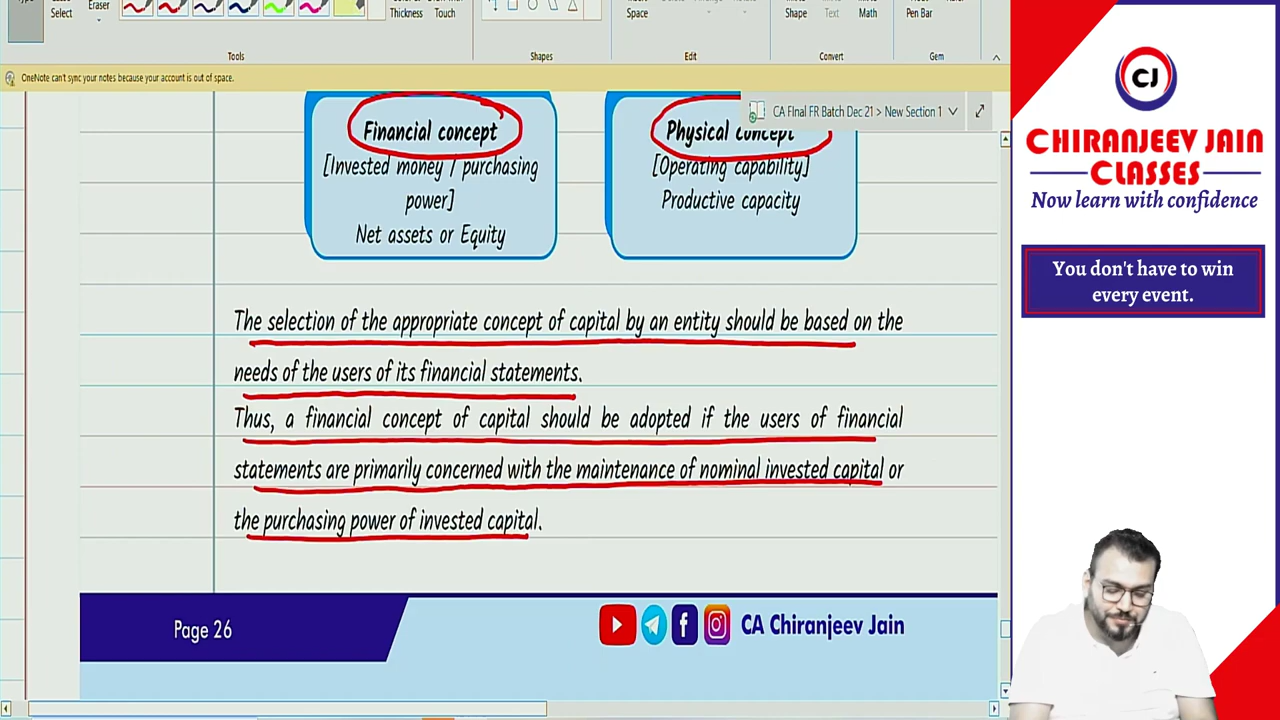 Select
Eraser
Thickness
Touch
Space
Shape
Text
Math
Pen Bar
Tools
Shapes
Edit
Convert
Gem
OneNote can't sync your notes because your account is out of space.
CA FInal FR Batch Dec 21 > New Section 1
Financial concept
[Invested money / purchasing
power]
Net assets or Equity
Physical concept
[Operating capability]
Productive capacity
The selection of the appropriate concept of capital by an entity should be based on the
needs of the users of its financial statements.
Thus, a financial concept of capital should be adopted if the users of financial
statements are primarily concerned with the maintenance of nominal invested capital or
the purchasing power of invested capital.
Page 26
CA Chiranjeev Jain
CJ
CHIRANJEEV JAIN
CLASSES
Now learn with confidence
You don't have to win
every event.